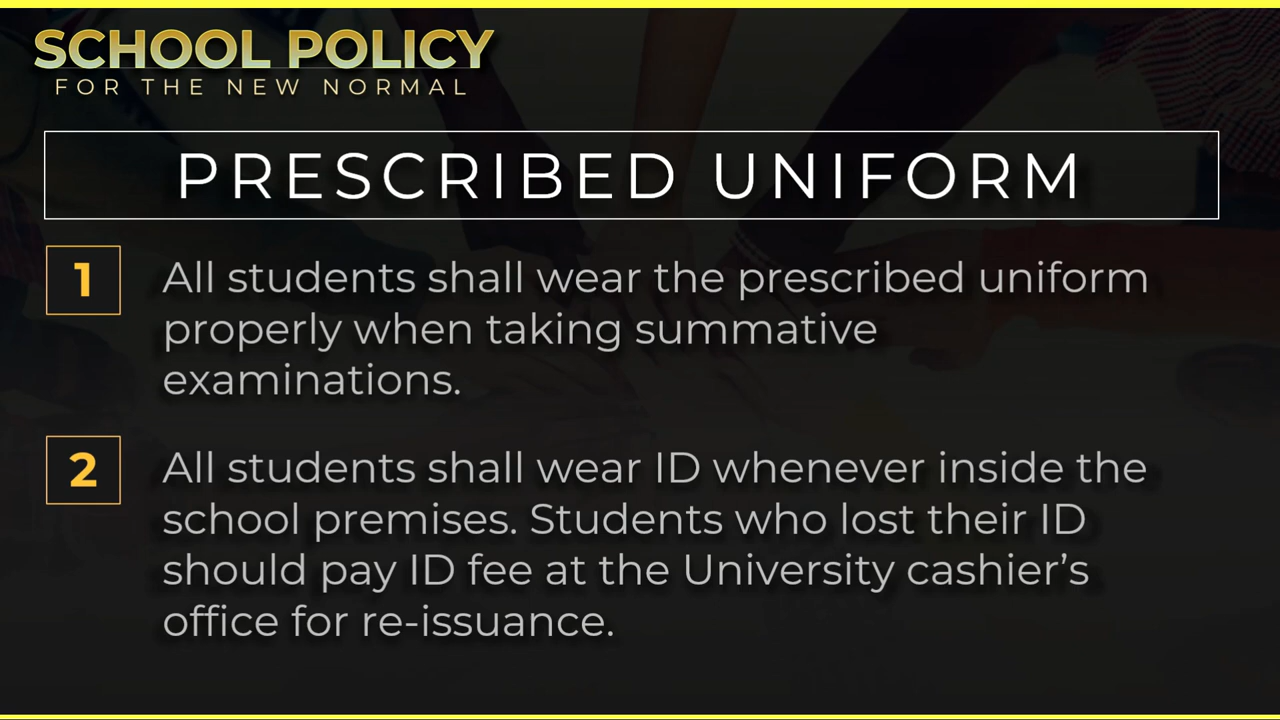 SCHOOL POLICY
FOR THE NEW NORMAL
PRESCRIBED UNIFORM
1
All students shall wear the prescribed uniform
properly when taking summative
examinations.
2
All students shall wear ID whenever inside the
school premises. Students who lost their ID
should pay ID fee at the University cashier’s
office for re-issuance.